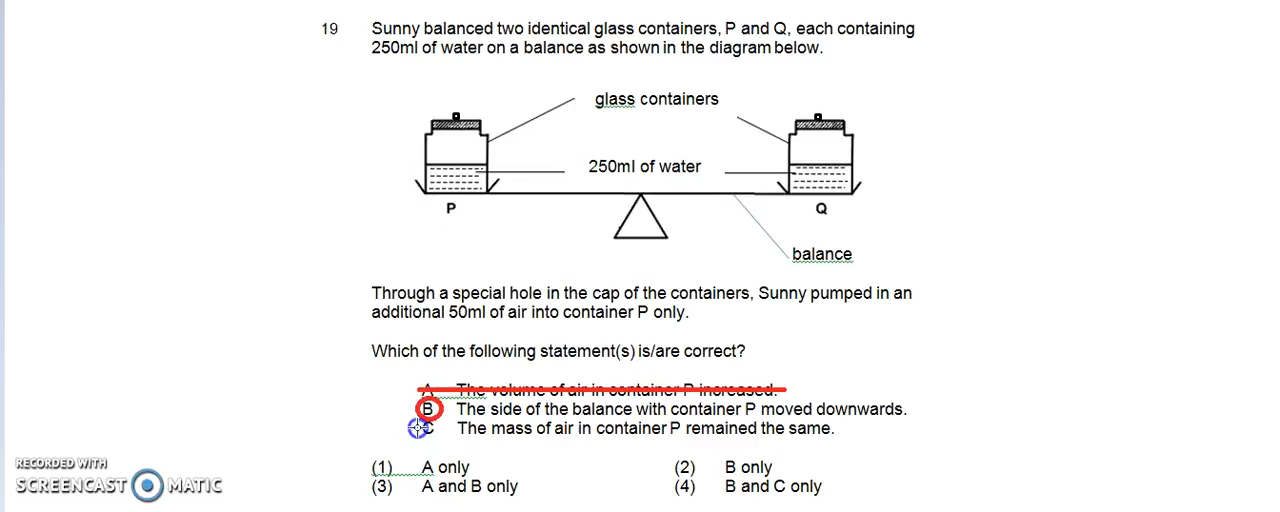 19 Sunny balanced two identical glass containers, P and Q, each containing
250ml of water on a balance as shown in the diagram below.
glass containers
250ml of water
P
Q
balance
Through a special hole in the cap of the containers, Sunny pumped in an
additional 50ml of air into container P only.
Which of the following statement(s) is/are correct?
A The volume of air in container P increased.
B The side of the balance with container P moved downwards.
C The mass of air in container P remained the same.
(1) A only (2) B only
(3) A and B only (4) B and C only
RECORDED WITH
SCREENCAST MATIC